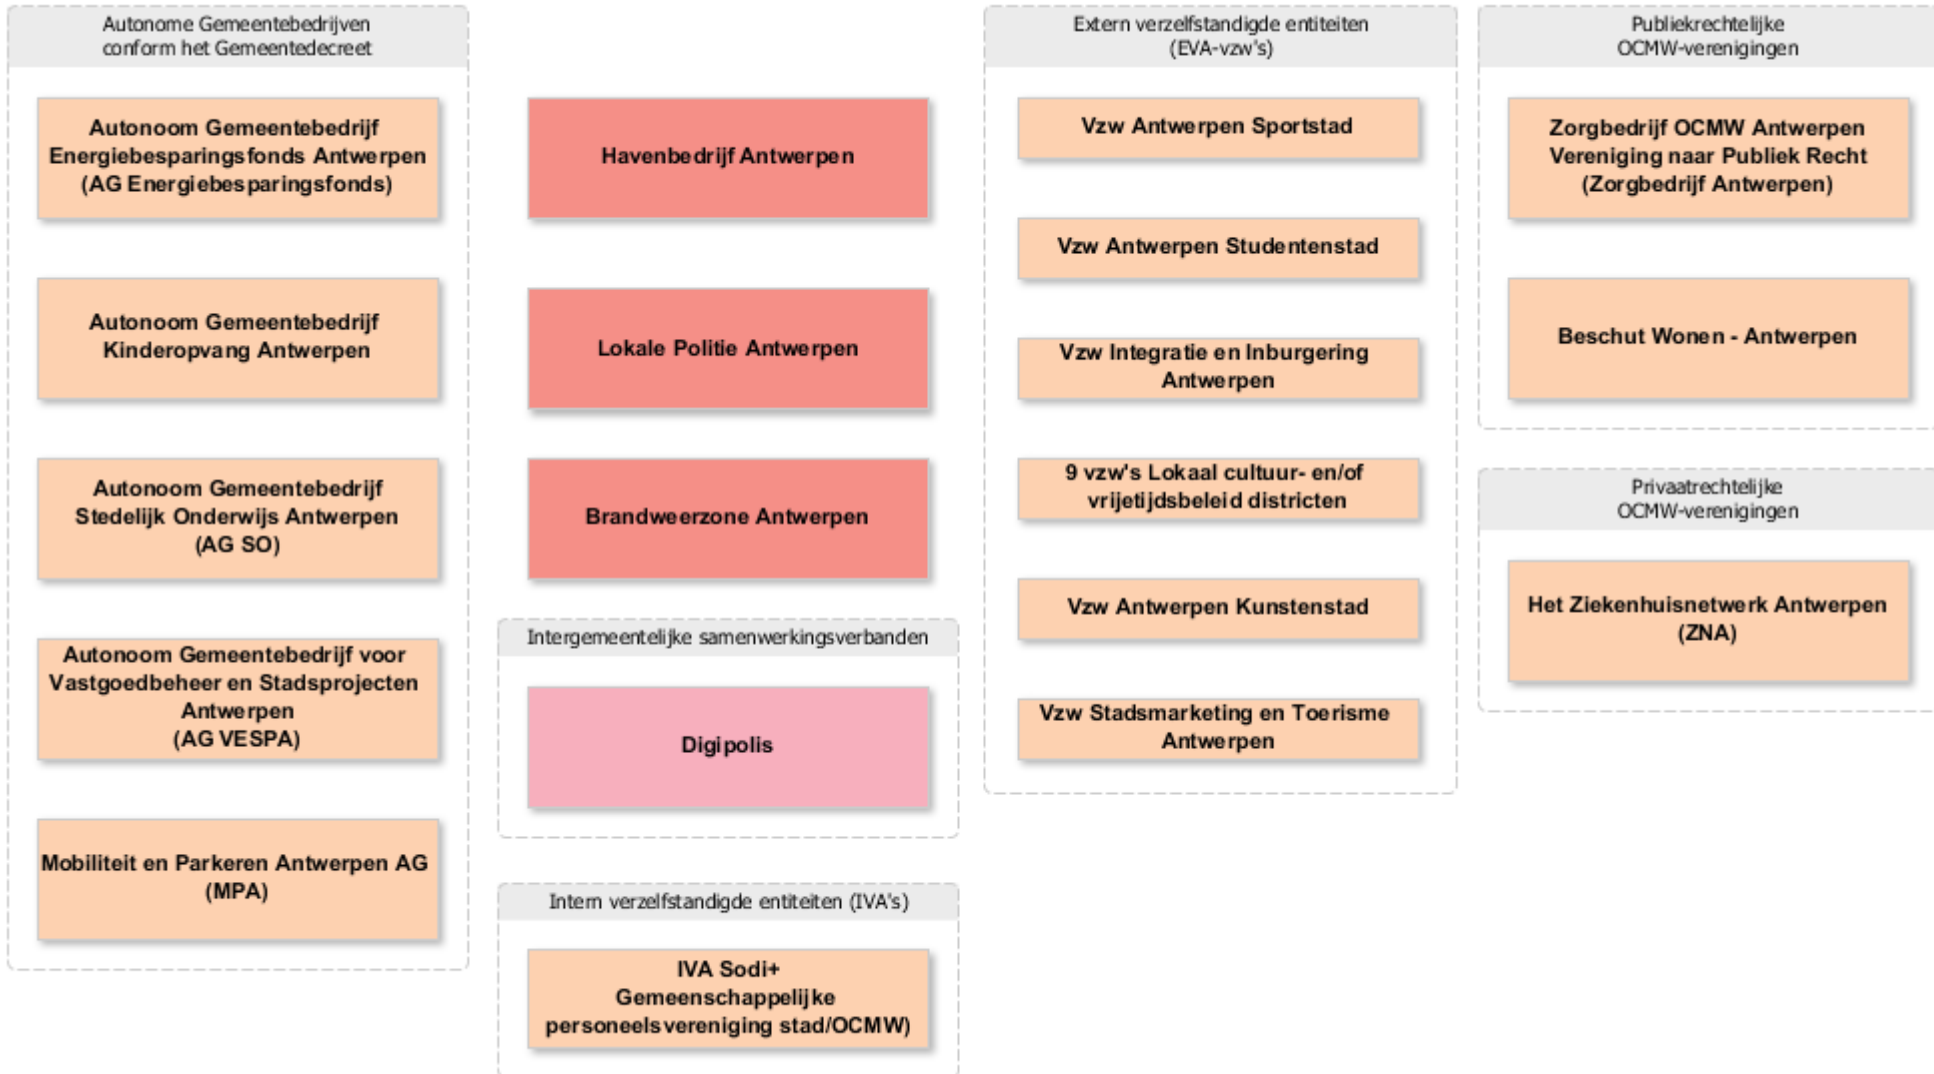 Autonome Gemeentebedrijven
conform het Gemeentedecreet
Autonoom Gemeentebedrijf
Energiebesparingsfonds Antwerpen
(AG Energiebesparingsfonds)
Autonoom Gemeentebedrijf
Kinderopvang Antwerpen
Autonoom Gemeentebedrijf
Stedelijk Onderwijs Antwerpen
(AG SO)
Autonoom Gemeentebedrijf voor
Vastgoedbeheer en Stadsprojecten
Antwerpen
(AG VESPA)
Mobiliteit en Parkeren Antwerpen AG
(MPA)
Havenbedrijf Antwerpen
Lokale Politie Antwerpen
Brandweerzone Antwerpen
Intergemeentelijke samenwerkingsverbanden
Digipolis
Intern verzelfstandigde entiteiten (IVA's)
IVA Sodi+
Gemeenschappelijke
personeelsvereniging stad/OCMW)
Extern verzelfstandigde entiteiten
(EVA-vzw's)
Vzw Antwerpen Sportstad
Vzw Antwerpen Studentenstad
Vzw Integratie en Inburgering
Antwerpen
9 vzw's Lokaal cultuur- en/of
vrijetijdsbeleid districten
Vzw Antwerpen Kunstenstad
Vzw Stadsmarketing en Toerisme
Antwerpen
Publiekrechtelijke
OCMW-verenigingen
Zorgbedrijf OCMW Antwerpen
Vereniging naar Publiek Recht
(Zorgbedrijf Antwerpen)
Beschut Wonen - Antwerpen
Privaatrechtelijke
OCMW-verenigingen
Het Ziekenhuisnetwerk Antwerpen
(ZNA)